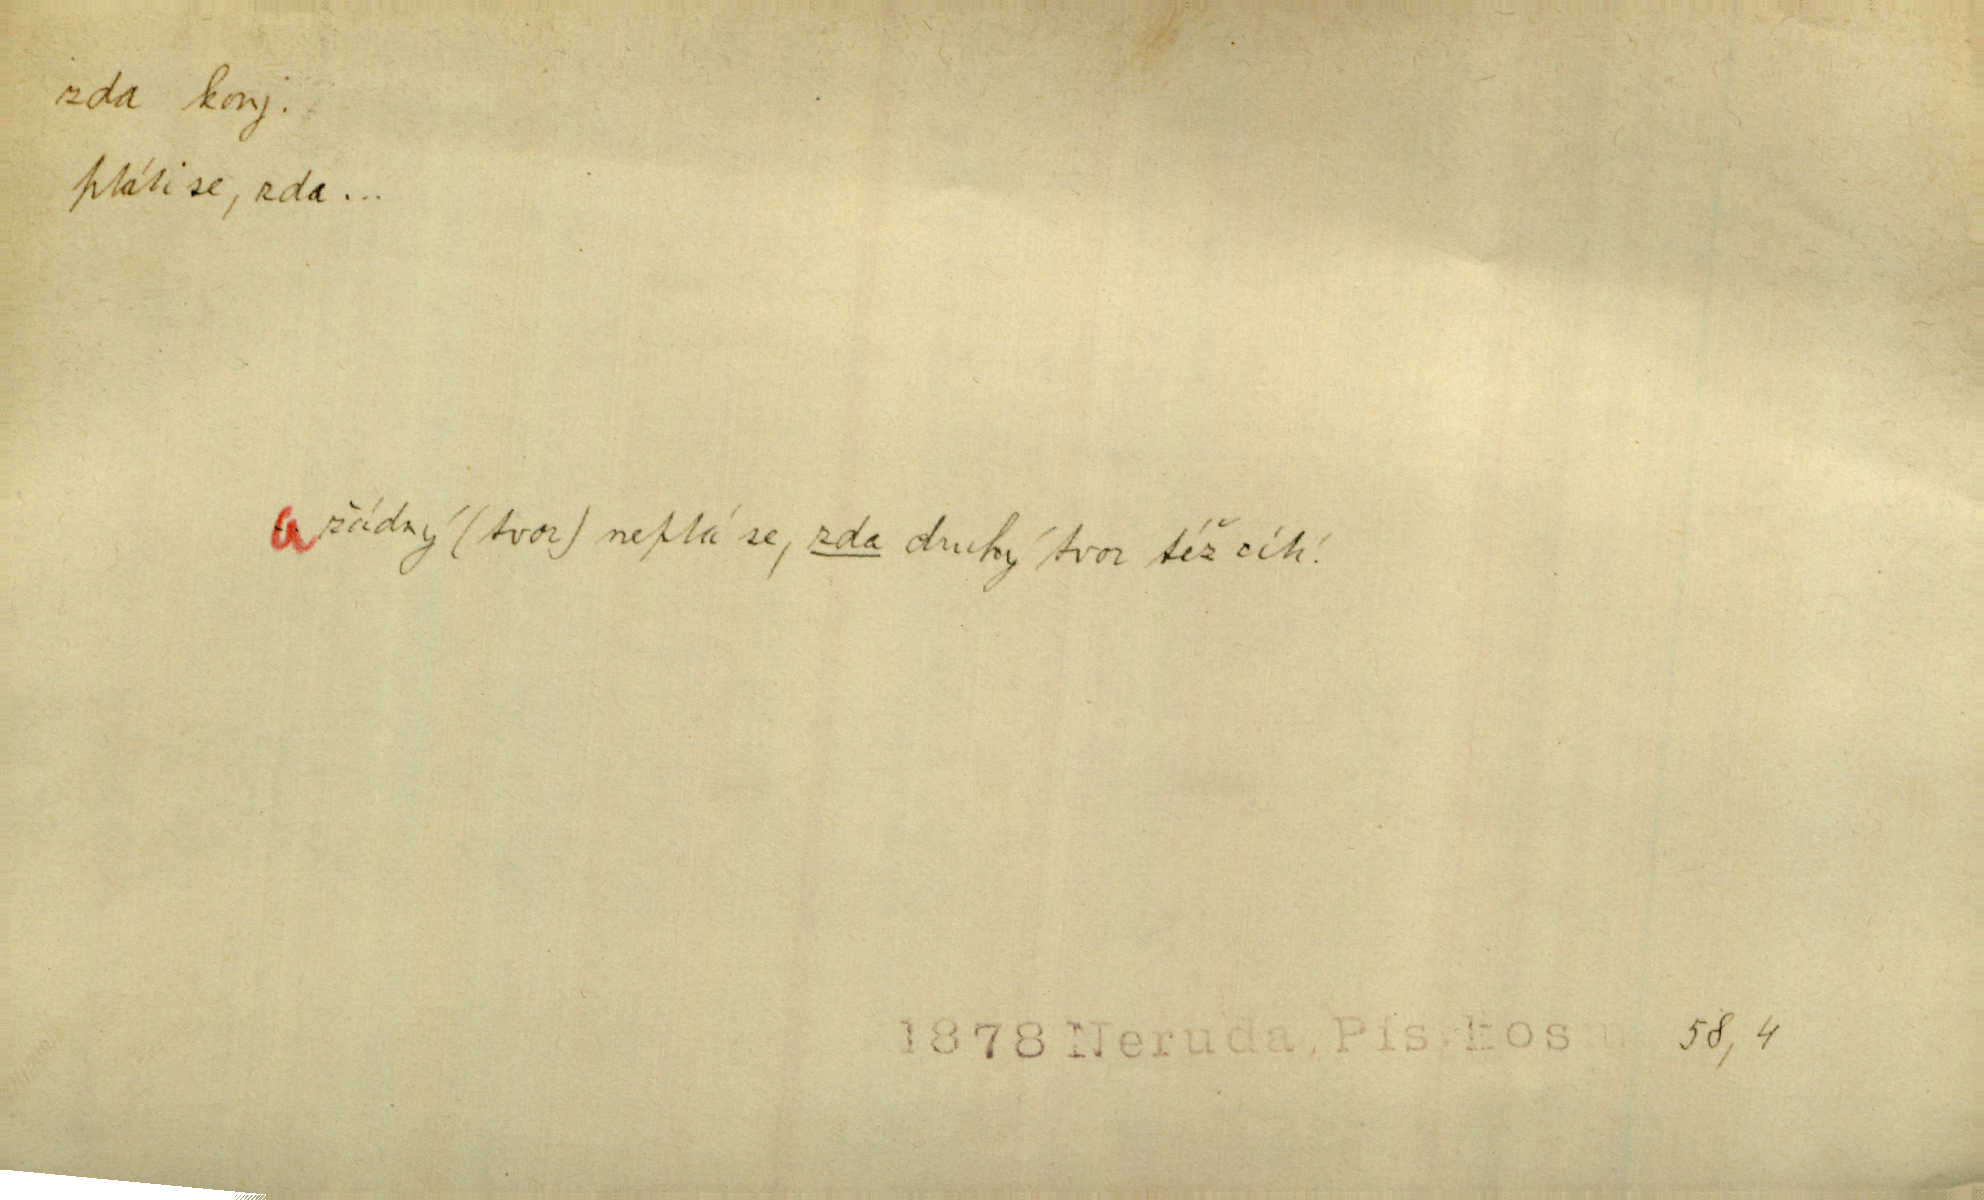 zda konj.
ptáti se, zda ...
a žádný (tvor) neptá se, zda druhý tvor též cítí!
1878 Neruda, Pís. kos 58, 4